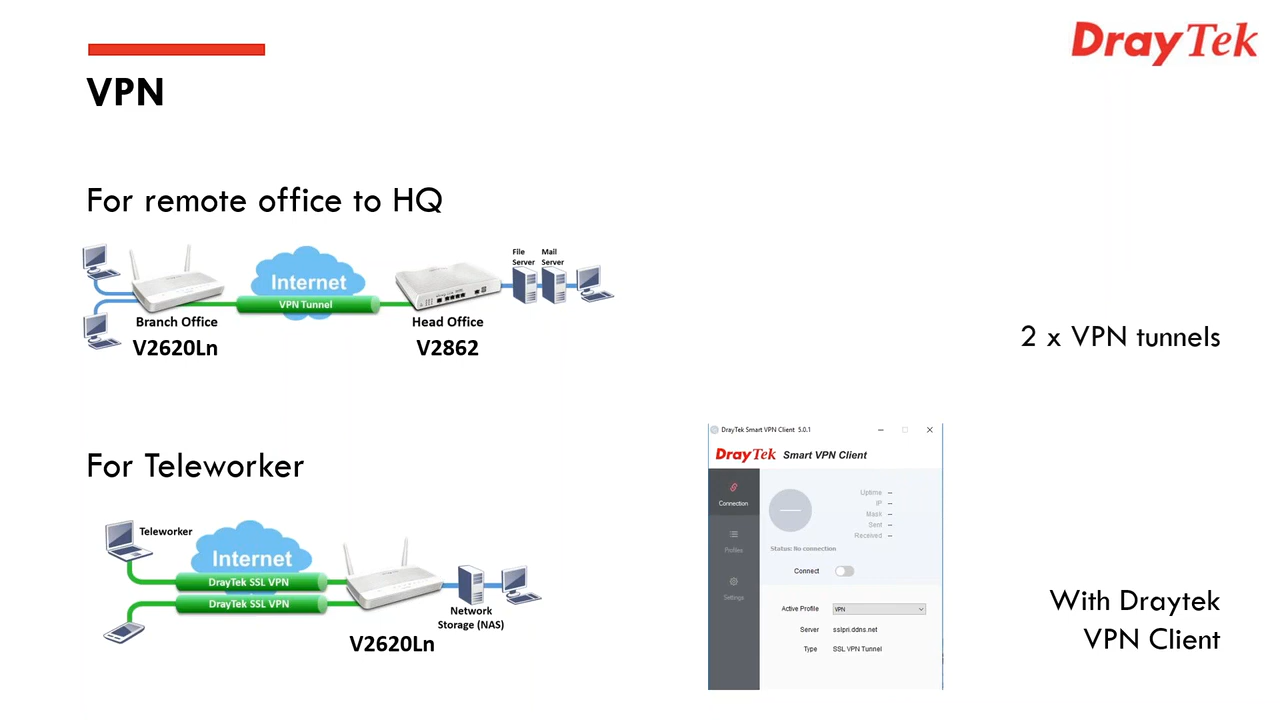 DrayTek
VPN
For remote office to HQ
File
Server
Mail
Server
Internet
VPN Tunnel
Branch Office
V2620Ln
Head Office
V2862
2 x VPN tunnels
For Teleworker
Teleworker
Internet
DrayTek SSL VPN
DrayTek SSL VPN
Network
Storage (NAS)
V2620Ln
DrayTek Smart VPN Client 5.0.1
DrayTek Smart VPN Client
Connection
Profiles
Settings
Uptime –
IP –
Mask –
Sent –
Received –
Status: No connection
Connect
Active Profile VPN
Server sslpri.ddns.net
Type SSL VPN Tunnel
With Draytek
VPN Client